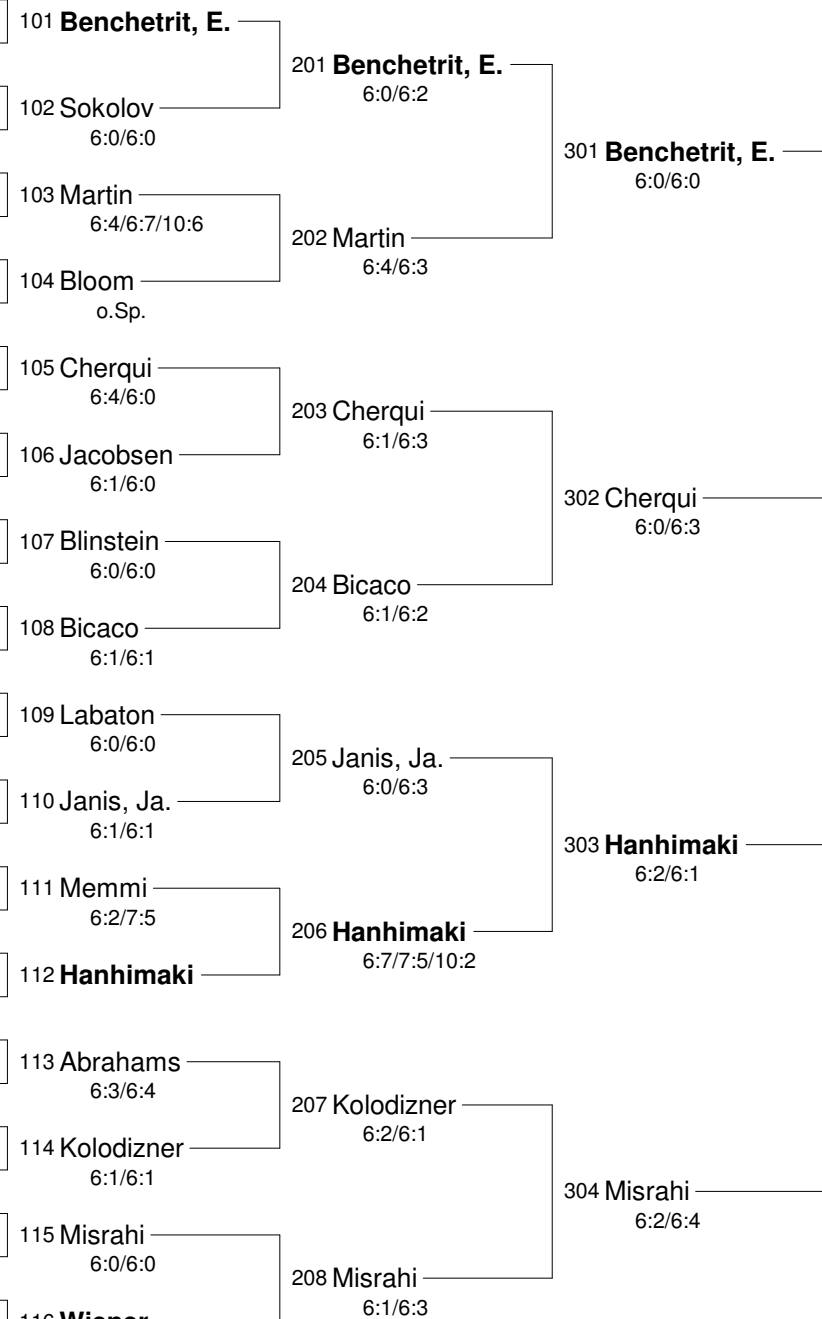 101 Benchetrit, E.
102 Sokolov
6:0/6:0
103 Martin
6:4/6:7/10:6
104 Bloom
o.Sp.
105 Cherqui
6:4/6:0
106 Jacobsen
6:1/6:0
107 Blinstein
6:0/6:0
108 Bicaco
6:1/6:1
109 Labaton
6:0/6:0
110 Janis, Ja.
6:1/6:1
111 Memmi
6:2/7:5
112 Hanhimaki
113 Abrahams
6:3/6:4
114 Kolodizner
6:1/6:1
115 Misrahi
6:0/6:0
201 Benchetrit, E.
6:0/6:2
202 Martin
6:4/6:3
203 Cherqui
6:1/6:3
204 Bicaco
6:1/6:2
205 Janis, Ja.
6:0/6:3
206 Hanhimaki
6:7/7:5/10:2
207 Kolodizner
6:2/6:1
208 Misrahi
6:1/6:3
301 Benchetrit, E.
6:0/6:0
302 Cherqui
6:0/6:3
303 Hanhimaki
6:2/6:1
304 Misrahi
6:2/6:4